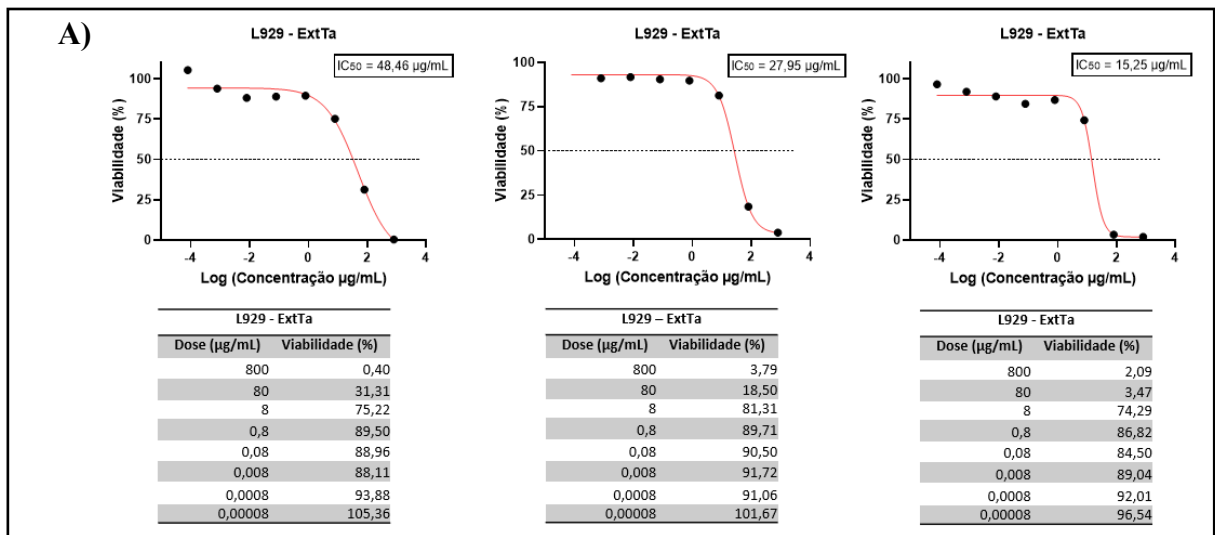 A)
L929 - ExtTa
IC50 = 48,46 µg/mL
100
75
50
25
0
-4
-2
0
2
4
Viabilidade (%)
Log (Concentração µg/mL)
L929 - ExtTa
IC50 = 27,95 µg/mL
100
75
50
25
0
-4
-2
0
2
4
Viabilidade (%)
Log (Concentração µg/mL)
L929 - ExtTa
IC50 = 15,25 µg/mL
100
75
50
25
0
-4
-2
0
2
4
Viabilidade (%)
Log (Concentração µg/mL)
L929 - ExtTa
Dose (µg/mL) Viabilidade (%)
800 0,40
80 31,31
8 75,22
0,8 89,50
0,08 88,96
0,008 88,11
0,0008 93,88
0,00008 105,36
L929 – ExtTa
Dose (µg/mL) Viabilidade (%)
800 3,79
80 18,50
8 81,31
0,8 89,71
0,08 90,50
0,008 91,72
0,0008 91,06
0,00008 101,67
L929 - ExtTa
Dose (µg/mL) Viabilidade (%)
800 2,09
80 3,47
8 74,29
0,8 86,82
0,08 84,50
0,008 89,04
0,0008 92,01
0,00008 96,54